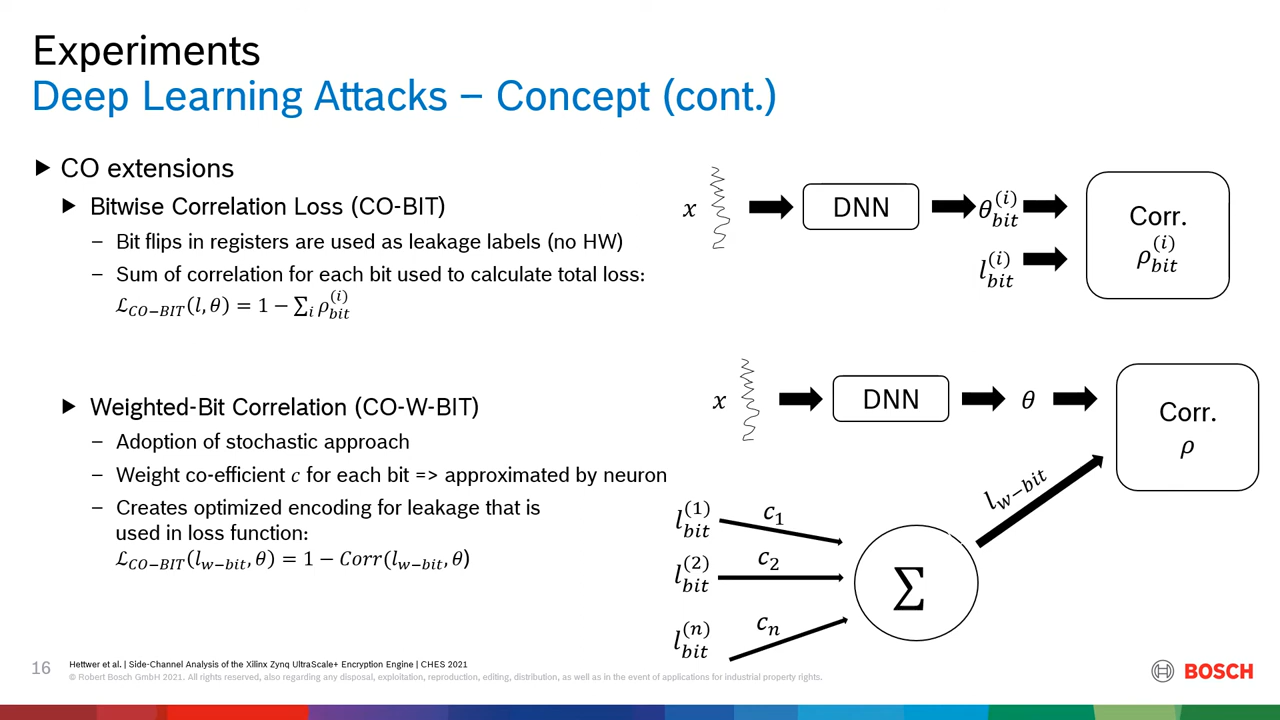 Experiments
Deep Learning Attacks – Concept (cont.)
▶ CO extensions
▶ Bitwise Correlation Loss (CO-BIT)
– Bit flips in registers are used as leakage labels (no HW)
– Sum of correlation for each bit used to calculate total loss:
ℒ_{CO−BIT}(l, θ) = 1 − ∑_i ρ_{bit}^{(i)}
x
DNN
θ_{bit}^{(i)}
l_{bit}^{(i)}
Corr.
ρ_{bit}^{(i)}
▶ Weighted-Bit Correlation (CO-W-BIT)
– Adoption of stochastic approach
– Weight co-efficient c for each bit => approximated by neuron
– Creates optimized encoding for leakage that is
used in loss function:
ℒ_{CO−BIT}(l_{w−bit}, θ) = 1 − Corr(l_{w−bit}, θ)
x
DNN
θ
Corr.
ρ
l_{w−bit}
l_{bit}^{(1)} c_1
l_{bit}^{(2)} c_2
l_{bit}^{(n)} c_n
∑
16
Hettwer et al. | Side-Channel Analysis of the Xilinx Zynq UltraScale+ Encryption Engine | CHES 2021
© Robert Bosch GmbH 2021. All rights reserved, also regarding any disposal, exploitation, reproduction, editing, distribution, as well as in the event of applications for industrial property rights.
BOSCH